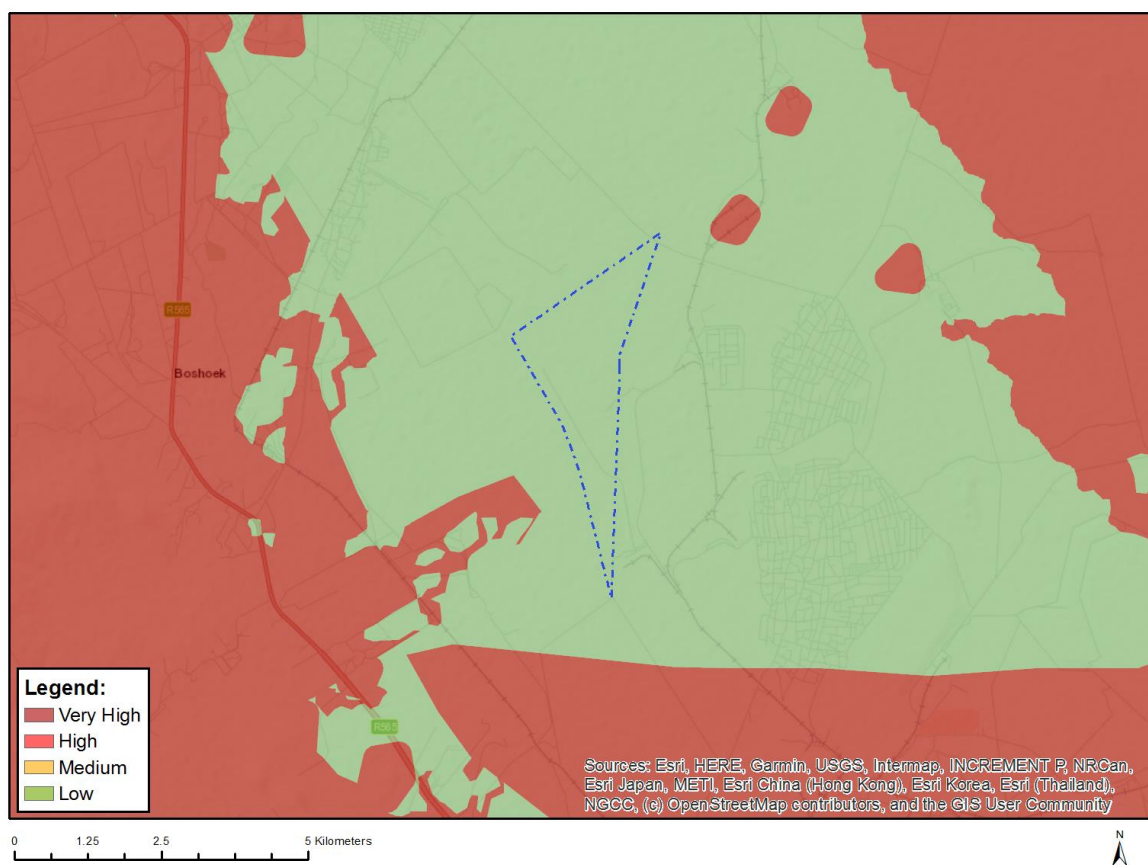 R565
Boshoek
R565
Legend:
Very High
High
Medium
Low
Sources: Esri, HERE, Garmin, USGS, Intermap, INCREMENT P, NRCan,
Esri Japan, METI, Esri China (Hong Kong), Esri Korea, Esri (Thailand),
NGCC, (c) OpenStreetMap contributors, and the GIS User Community
0 1.25 2.5 5 Kilometers
N